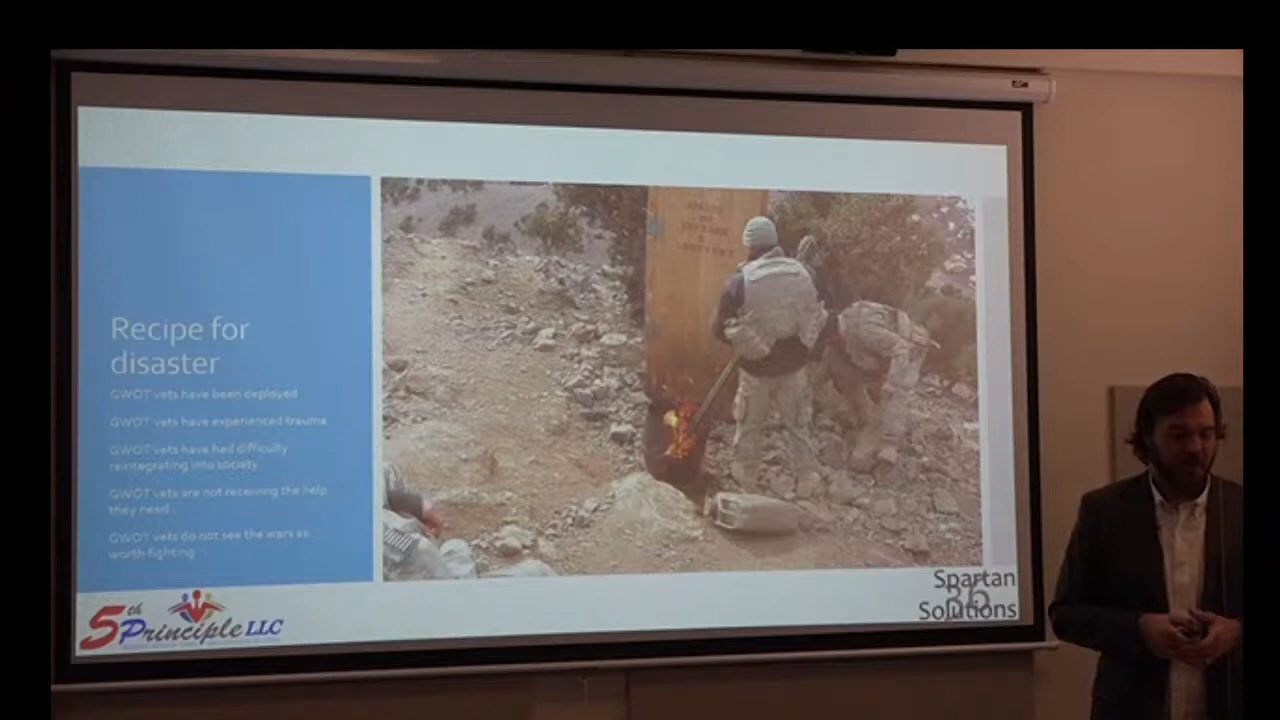 Recipe for
disaster
GWOT vets have been deployed
GWOT vets have experienced trauma
GWOT vets have had difficulty
reintegrating into society
GWOT vets are not receiving the help
they need
GWOT vets do not see the wars as
worth fighting
5th Principle LLC
Spartan
36
Solutions